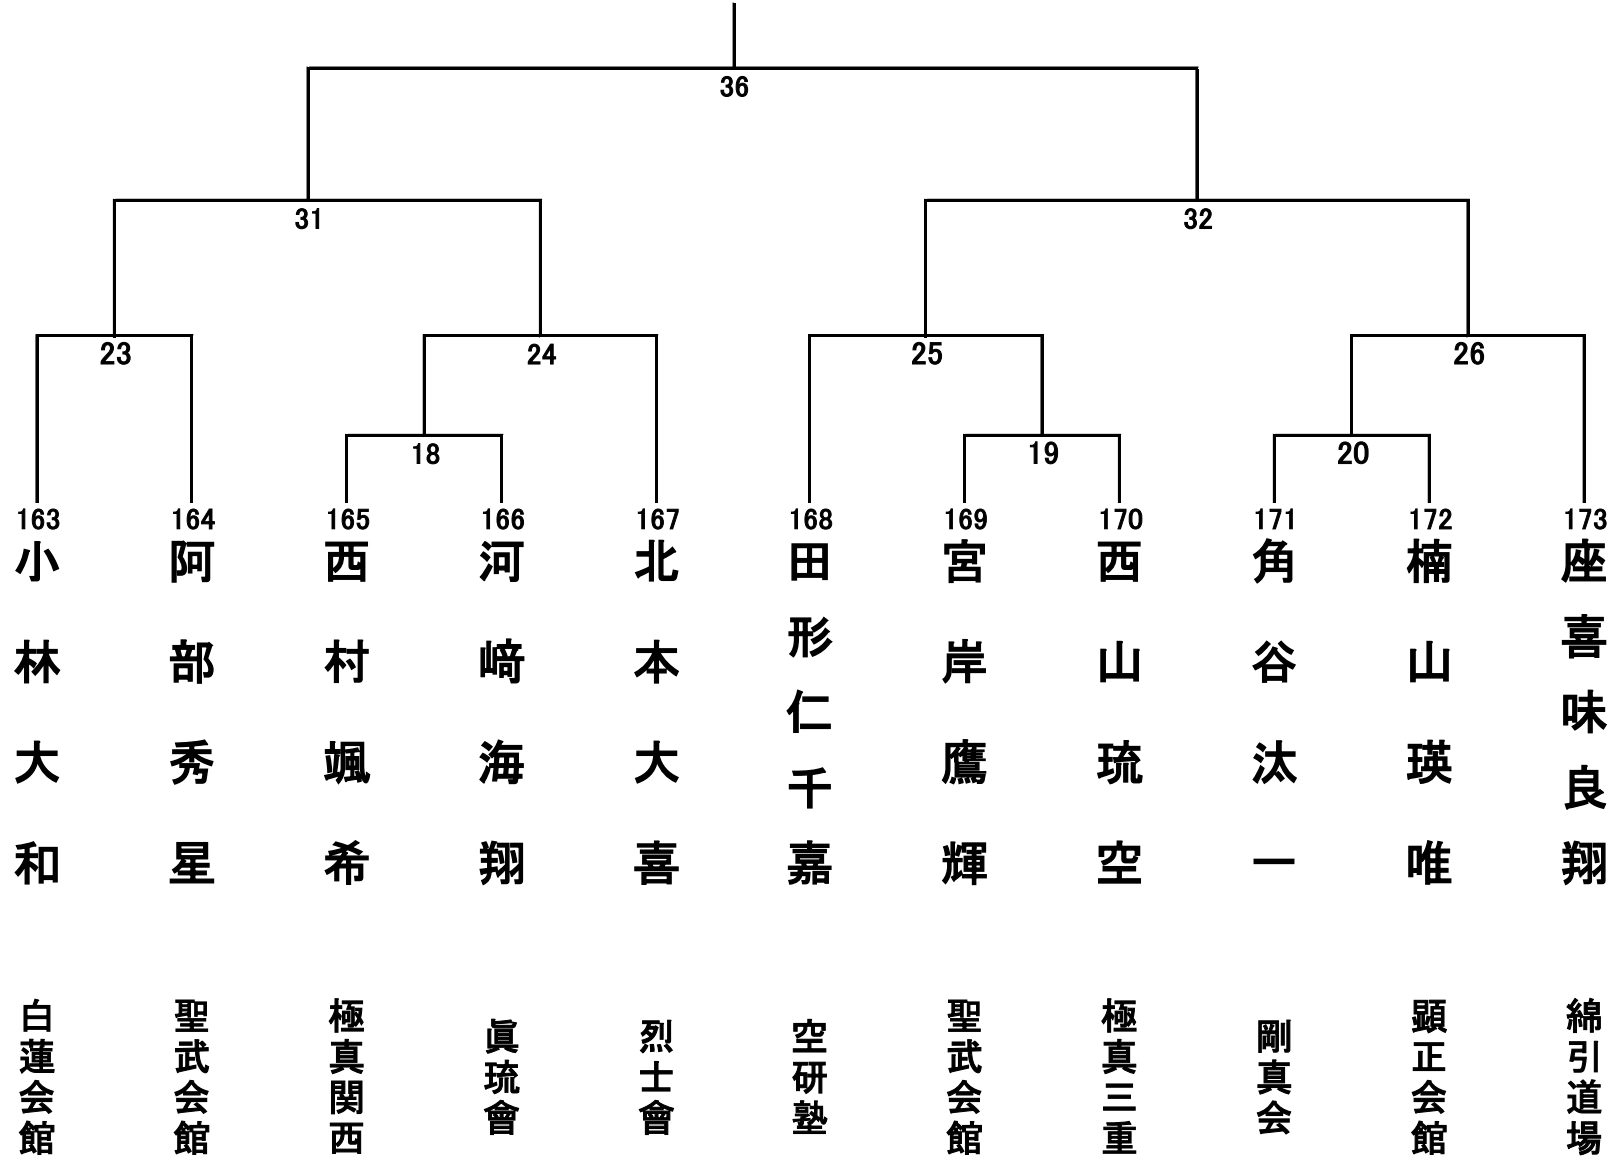 36
31
32
23
24
25
26
18
19
20
163
164
165
166
167
168
169
170
171
172
173
小林大和
阿部秀星
西村颯希
河﨑海翔
北本大喜
田形仁千嘉
宮岸鷹輝
西山琉空
角谷汰一
楠山瑛唯
座喜味良翔
白蓮会館
聖武会館
極真関西
眞琉會
烈士會
空研塾
聖武会館
極真三重
剛真会
顕正会館
綿引道場